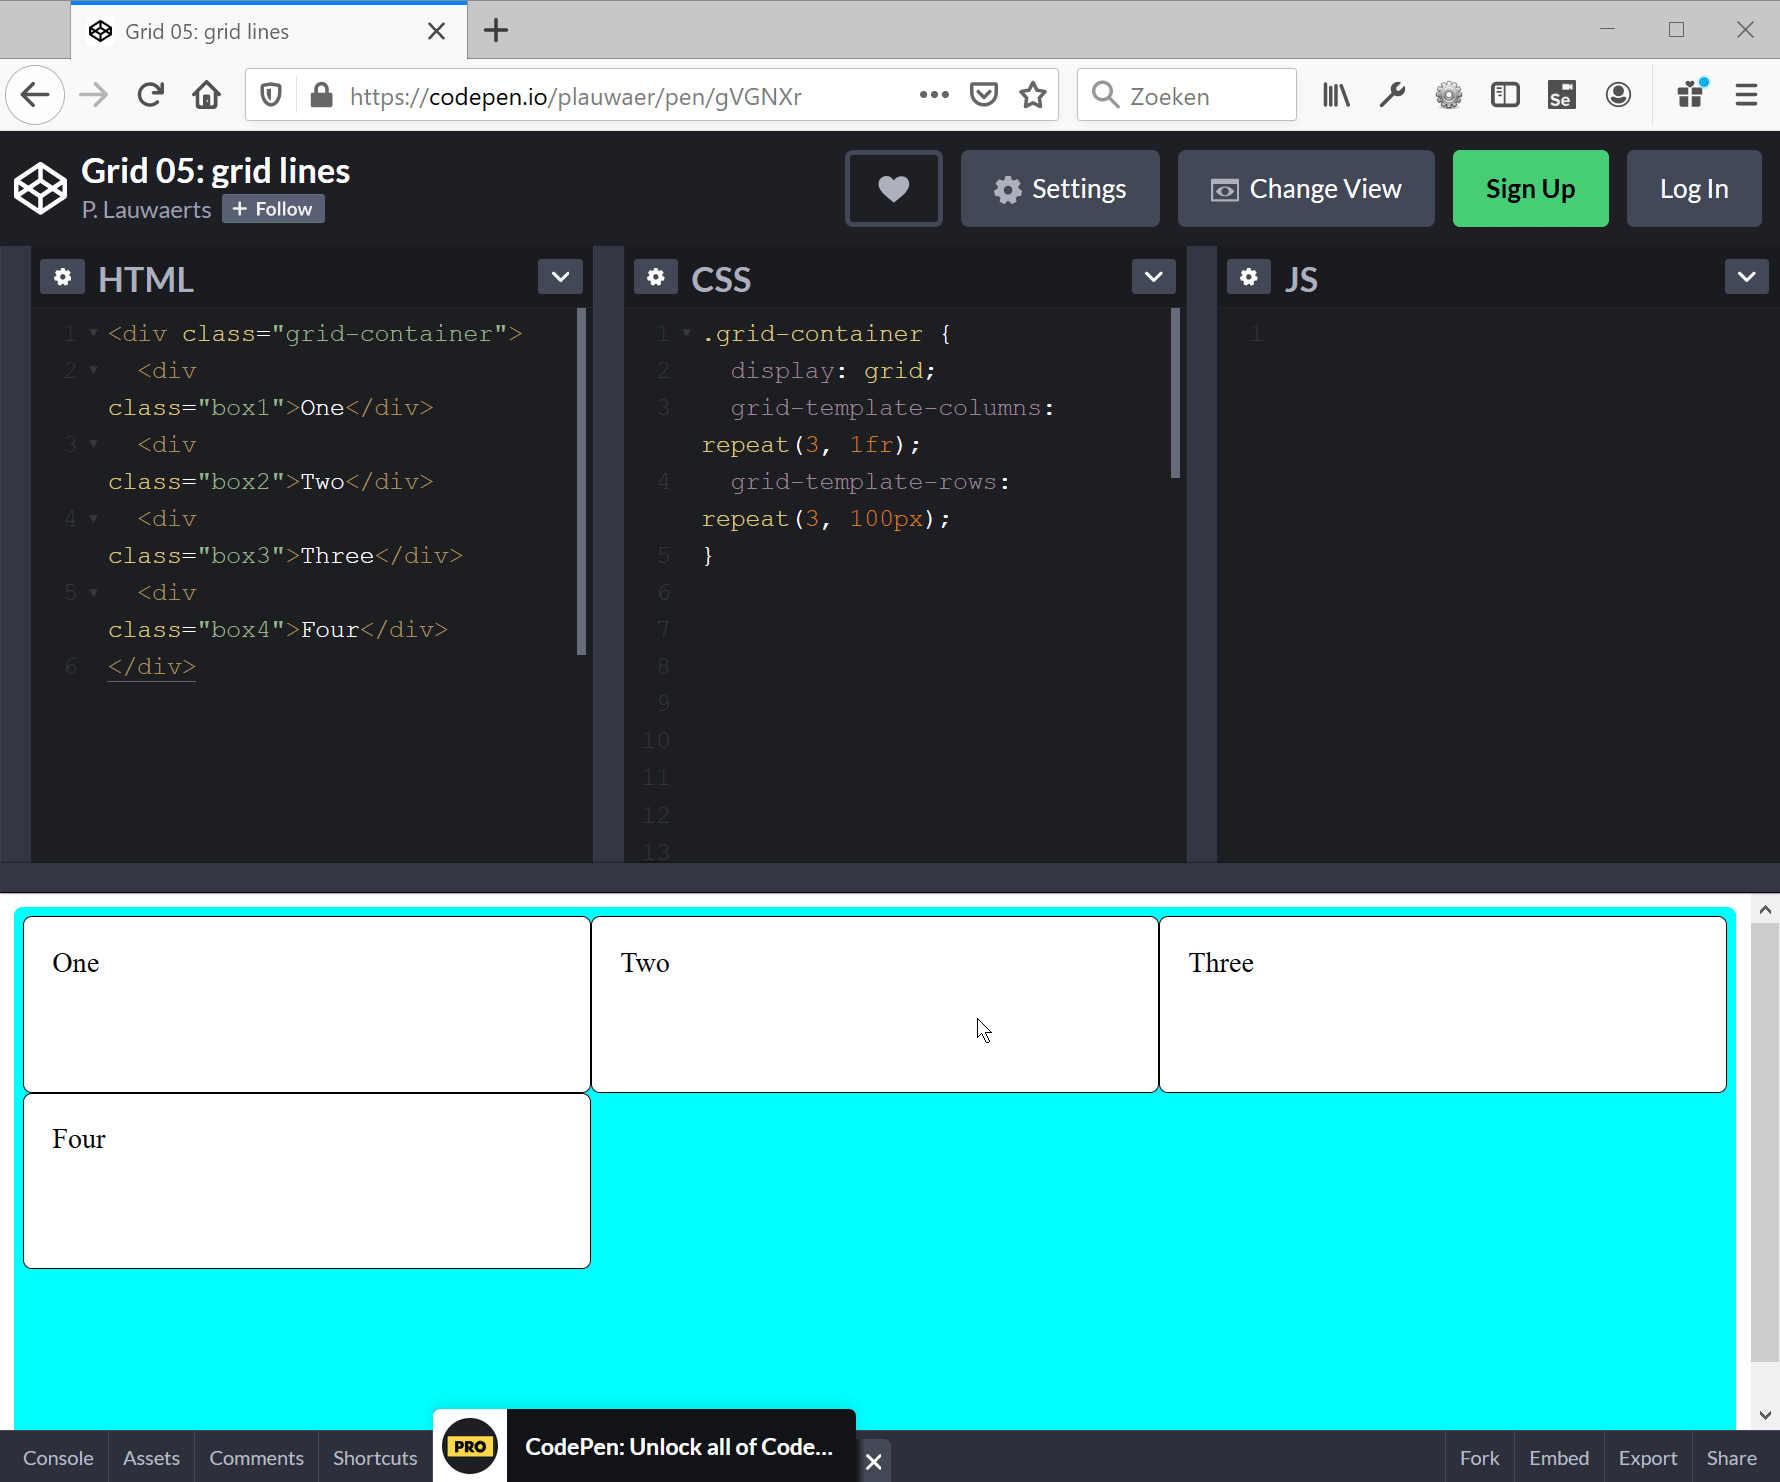 Grid 05: grid lines
https://codepen.io/plauwaer/pen/gVGNXr
Zoeken
Se
Grid 05: grid lines
P. Lauwaerts
+ Follow
Settings
Change View
Sign Up
Log In
HTML
1 <div class="grid-container">
2   <div
class="box1">One</div>
3   <div
class="box2">Two</div>
4   <div
class="box3">Three</div>
5   <div
class="box4">Four</div>
6 </div>
CSS
1 .grid-container {
2   display: grid;
3   grid-template-columns:
repeat(3, 1fr);
4   grid-template-rows:
repeat(3, 100px);
5 }
6
7
8
9
10
11
12
13
JS
1
One
Two
Three
Four
Console
Assets
Comments
Shortcuts
PRO
CodePen: Unlock all of Code...
Fork
Embed
Export
Share